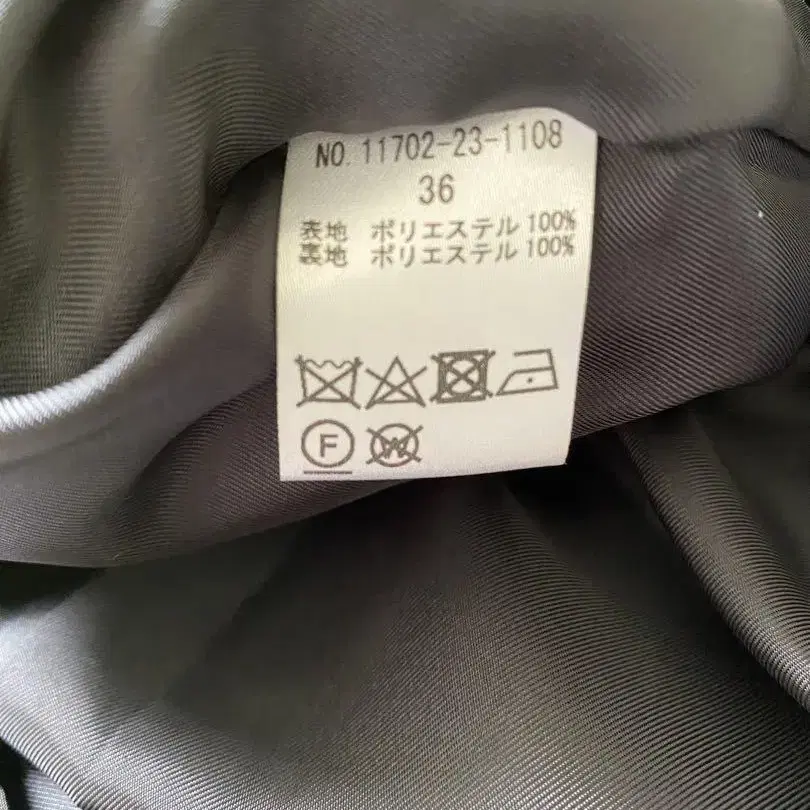 NO. 11702-23-1108
36
表地 ポリエステル 100%
裏地 ポリエステル 100%
F W